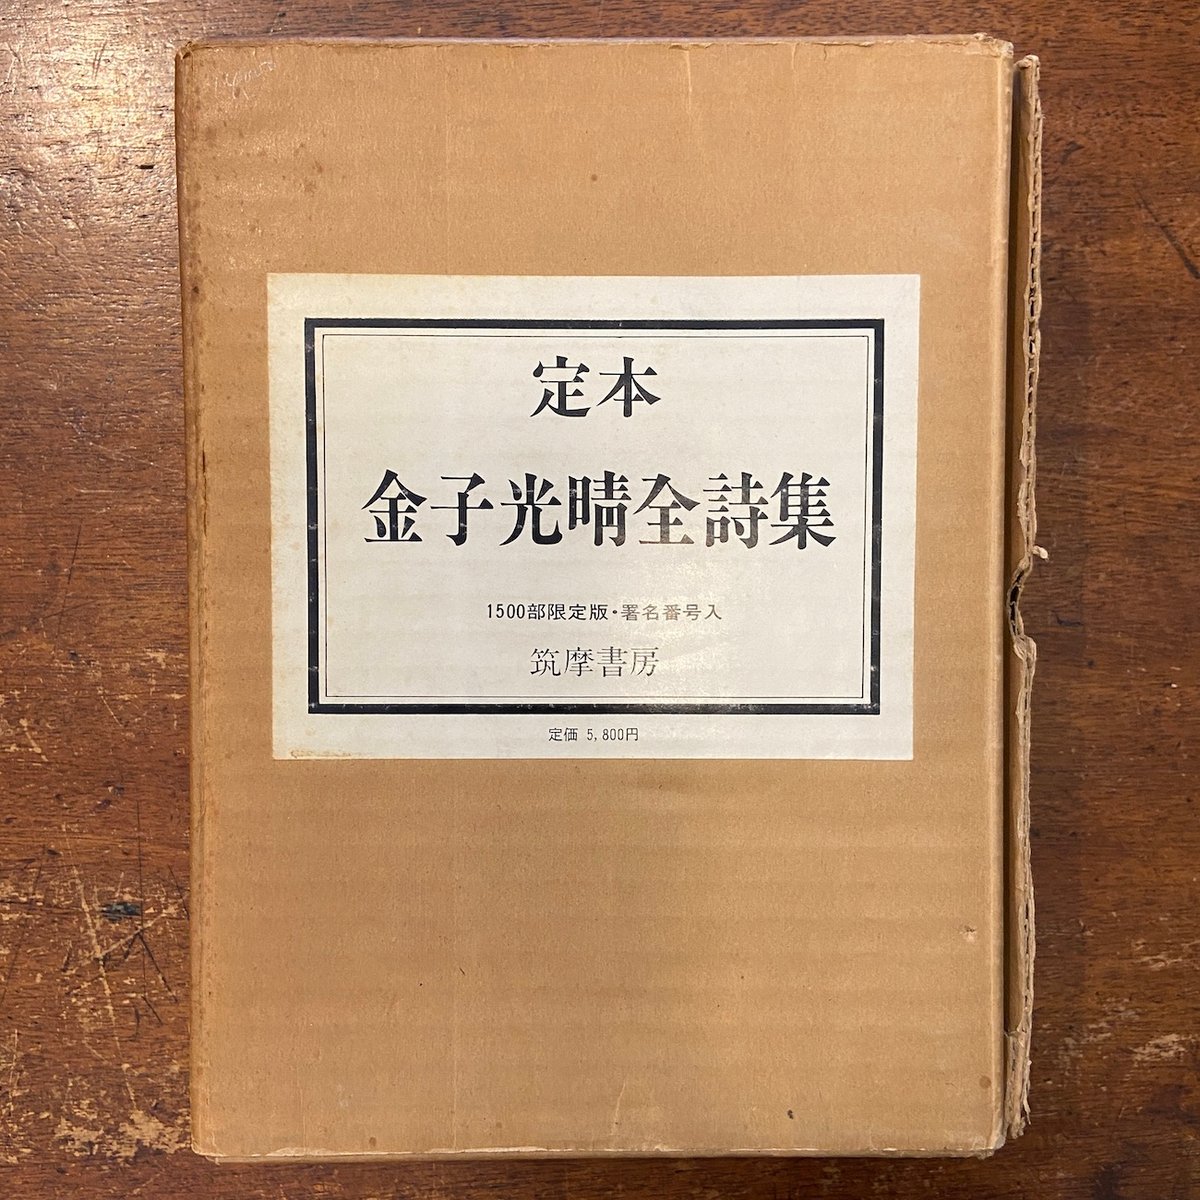 定本
金子光晴全詩集
1500部限定版・署名番号入
筑摩書房
定価 5,800円